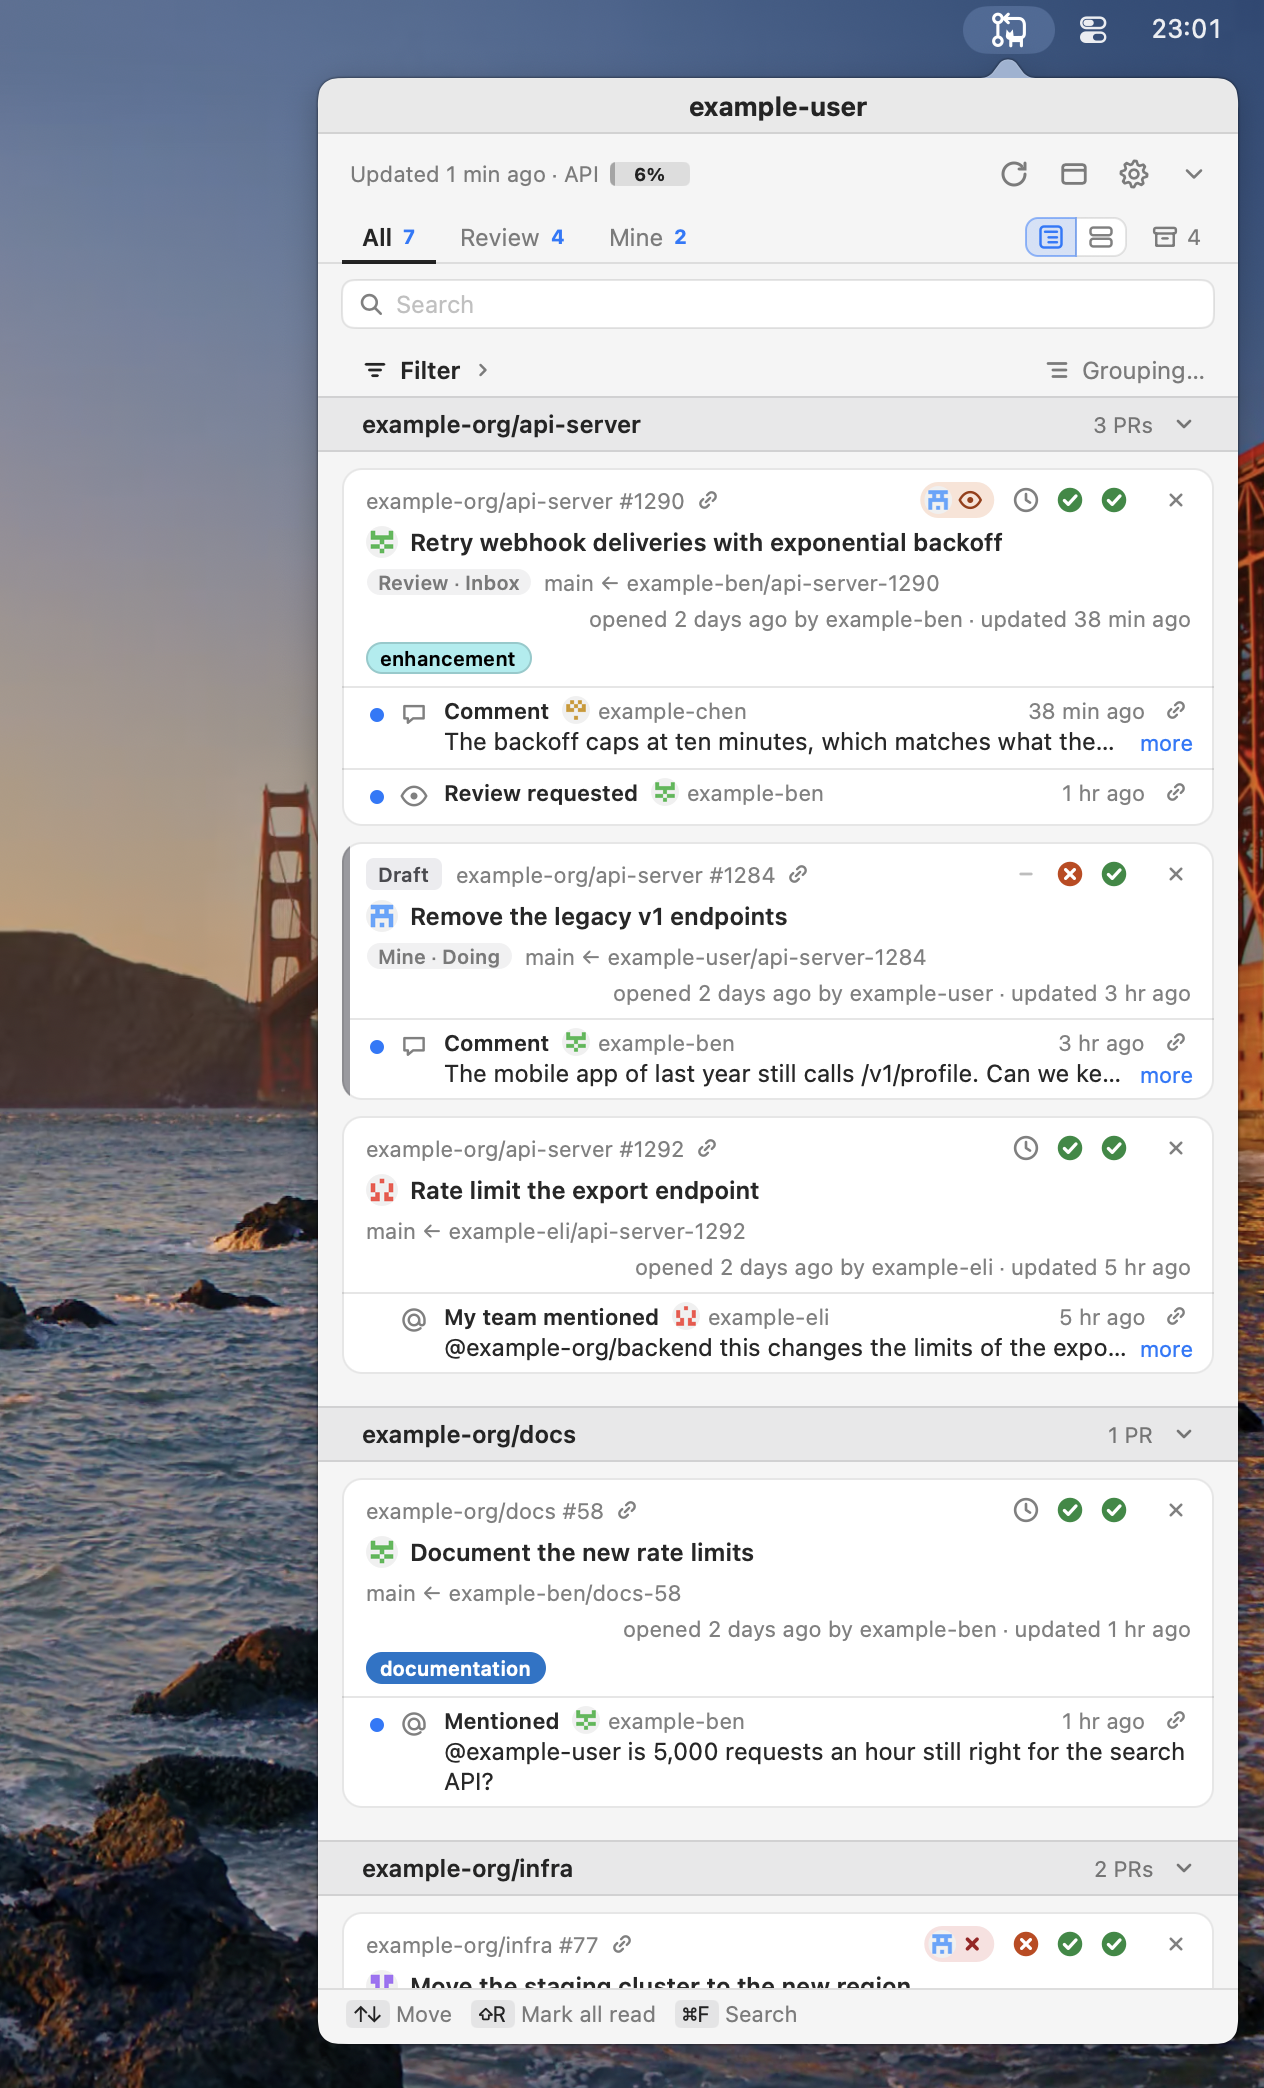 23:01
example-user
Updated 1 min ago · API 6%
All 7 Review 4 Mine 2 4
Search
Filter Grouping...
example-org/api-server 3 PRs
example-org/api-server #1290
Retry webhook deliveries with exponential backoff
Review · Inbox main ← example-ben/api-server-1290
opened 2 days ago by example-ben · updated 38 min ago
enhancement
Comment example-chen 38 min ago
The backoff caps at ten minutes, which matches what the... more
Review requested example-ben 1 hr ago
Draft example-org/api-server #1284
Remove the legacy v1 endpoints
Mine · Doing main ← example-user/api-server-1284
opened 2 days ago by example-user · updated 3 hr ago
Comment example-ben 3 hr ago
The mobile app of last year still calls /v1/profile. Can we ke... more
example-org/api-server #1292
Rate limit the export endpoint
main ← example-eli/api-server-1292
opened 2 days ago by example-eli · updated 5 hr ago
My team mentioned example-eli 5 hr ago
@example-org/backend this changes the limits of the expo... more
example-org/docs 1 PR
example-org/docs #58
Document the new rate limits
main ← example-ben/docs-58
opened 2 days ago by example-ben · updated 1 hr ago
documentation
Mentioned example-ben 1 hr ago
@example-user is 5,000 requests an hour still right for the search
API?
example-org/infra 2 PRs
example-org/infra #77
Move the staging cluster to the new region
↑↓ Move ⇧R Mark all read ⌘F Search